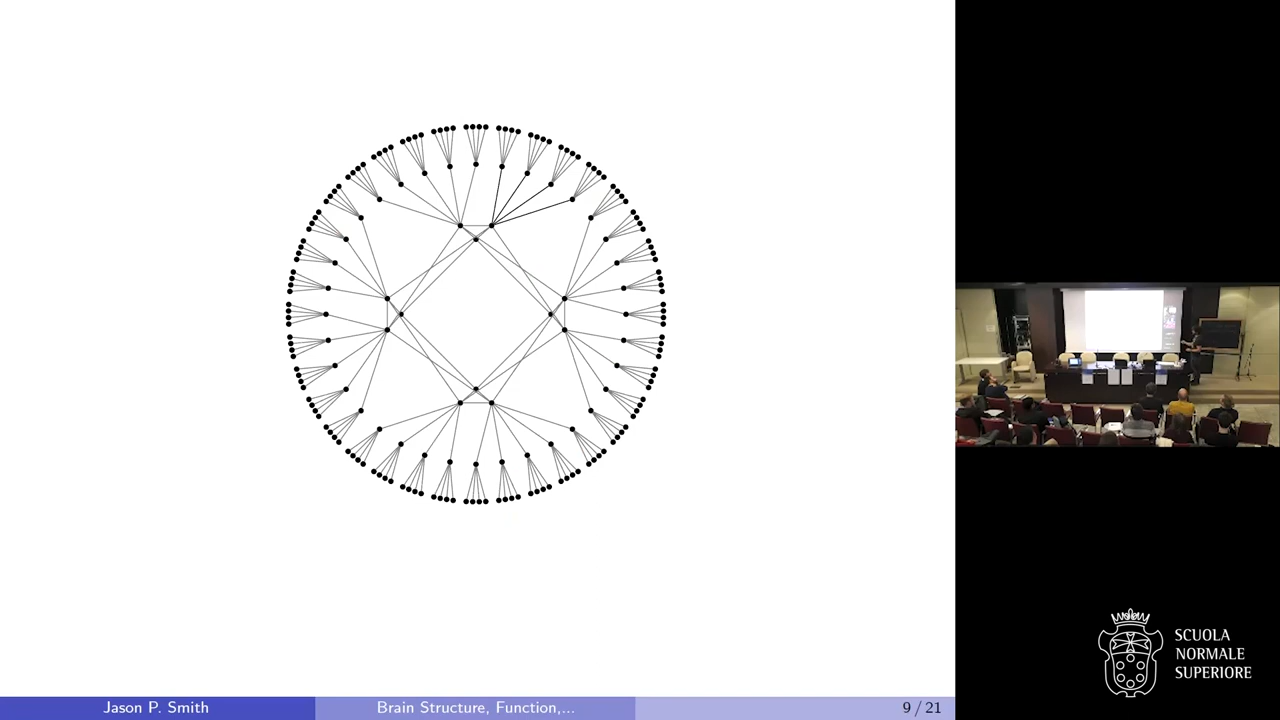 SCUOLA
NORMALE
SUPERIORE
Jason P. Smith
Brain Structure, Function,...
9 / 21